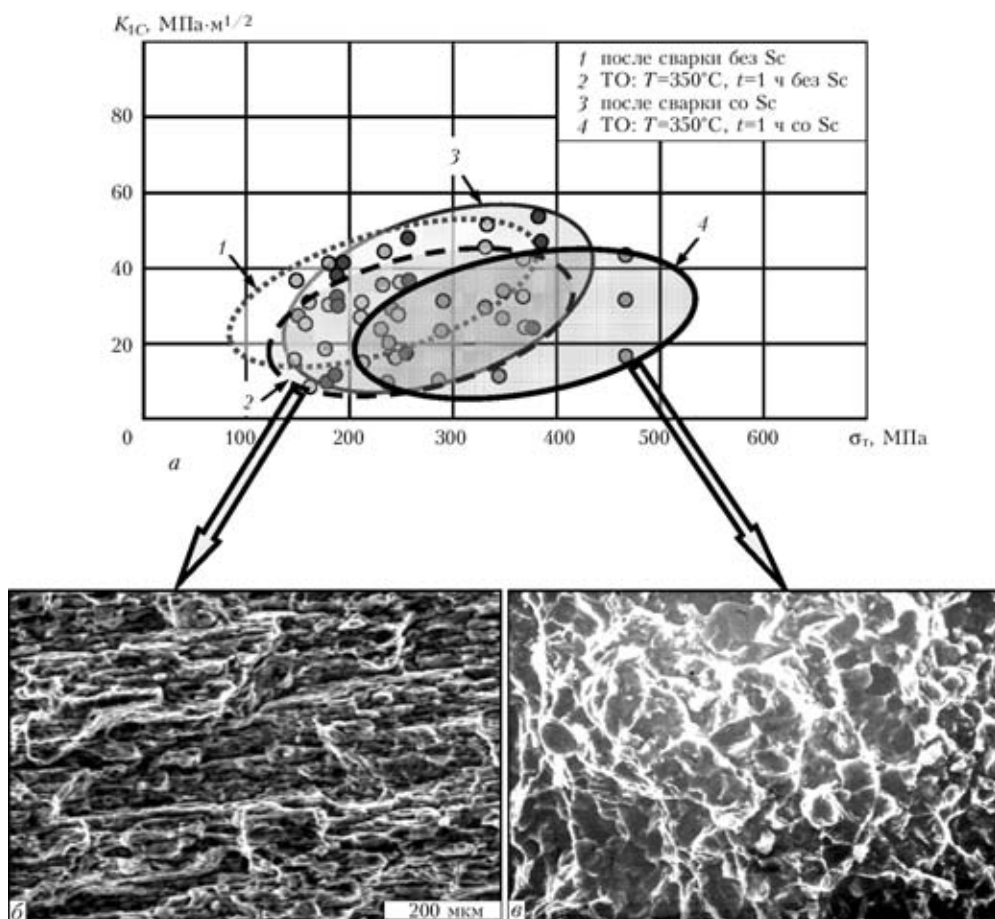 K₁C, МПа·м¹/²
1 после сварки без Sc
2 ТО: T=350°C, t=1 ч без Sc
3 после сварки со Sc
4 ТО: T=350°C, t=1 ч со Sc
80
60
40
20
3
4
1
2
0 100 200 300 400 500 600 σт, МПа
а
б
200 мкм
в